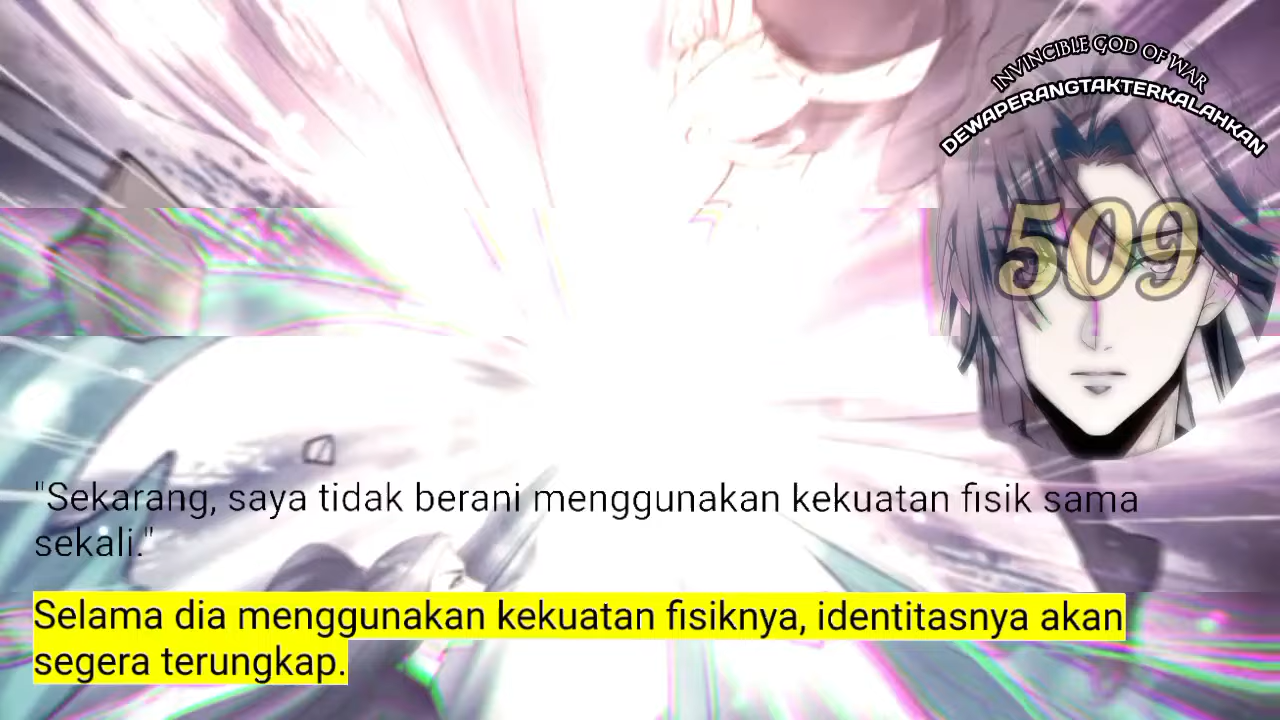 INVINCIBLE GOD OF WAR
DEWAPERANGTAKTERKALAHKAN
509
"Sekarang, saya tidak berani menggunakan kekuatan fisik sama
sekali."
Selama dia menggunakan kekuatan fisiknya, identitasnya akan
segera terungkap.